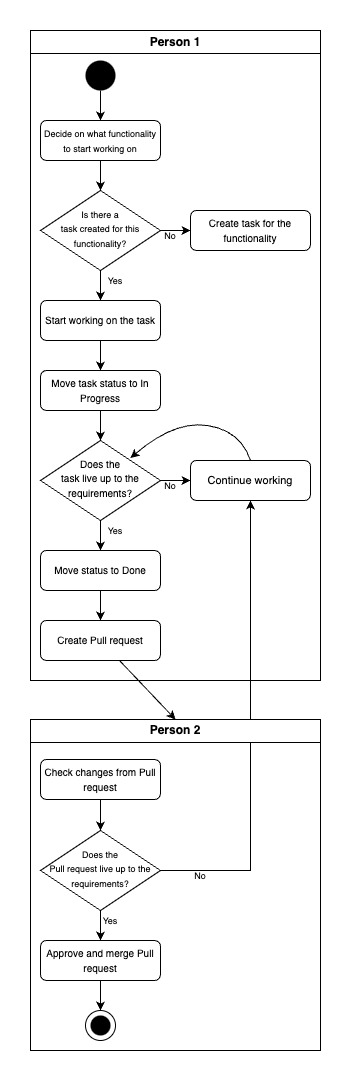 Person 1
Decide on what functionality
to start working on
Is there a
task created for this
functionality?
No
Create task for the
functionality
Yes
Start working on the task
Move task status to In
Progress
Does the
task live up to the
requirements?
No
Continue working
Yes
Move status to Done
Create Pull request
Person 2
Check changes from Pull
request
Does the
Pull request live up to the
requirements?
No
Yes
Approve and merge Pull
request